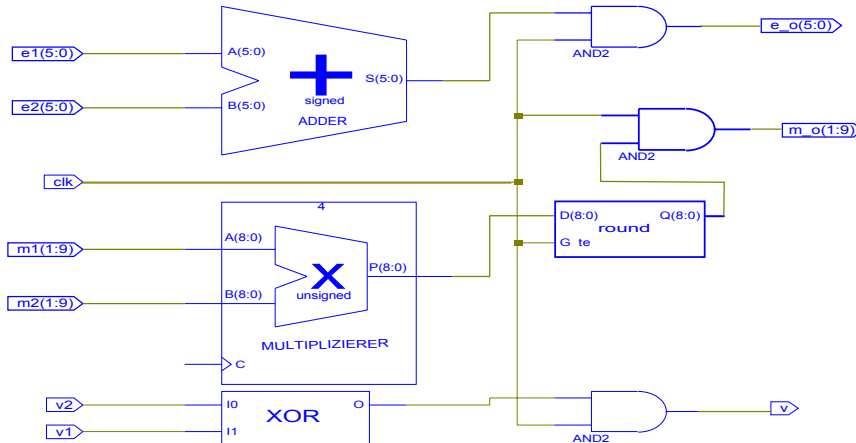 e_o(5:0)
e1(5:0)
A(5:0)
AND2
S(5:0)
signed
e2(5:0)
B(5:0)
ADDER
m_o(1:9)
AND2
clk
4
D(8:0)
Q(8:0)
round
m1(1:9)
A(8:0)
G te
P(8:0)
unsigned
m2(1:9)
B(8:0)
MULTIPLIZIERER
C
v2
I0
O
v
XOR
v1
I1
AND2